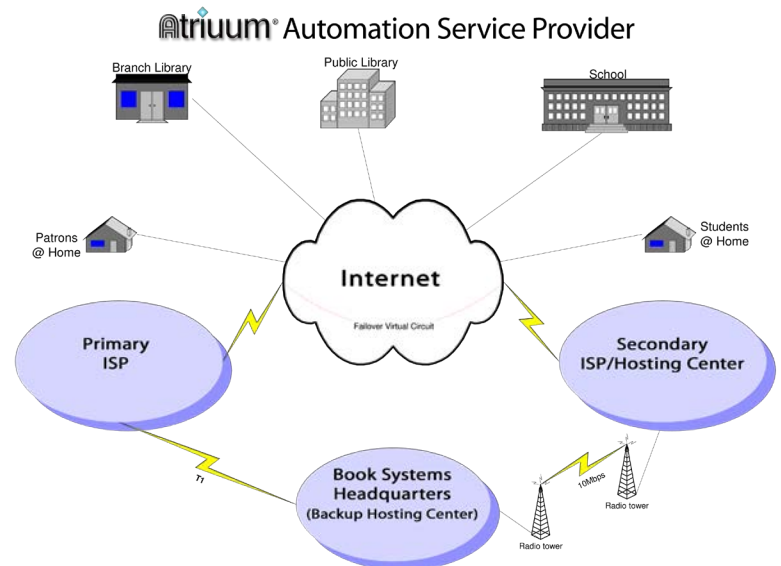 Atriuum® Automation Service Provider
Branch Library
Public Library
School
Patrons
@ Home
Students
@ Home
Internet
Failover Virtual Circuit
Primary
ISP
Secondary
ISP/Hosting Center
T1
Book Systems
Headquarters
(Backup Hosting Center)
10Mbps
Radio tower
Radio tower